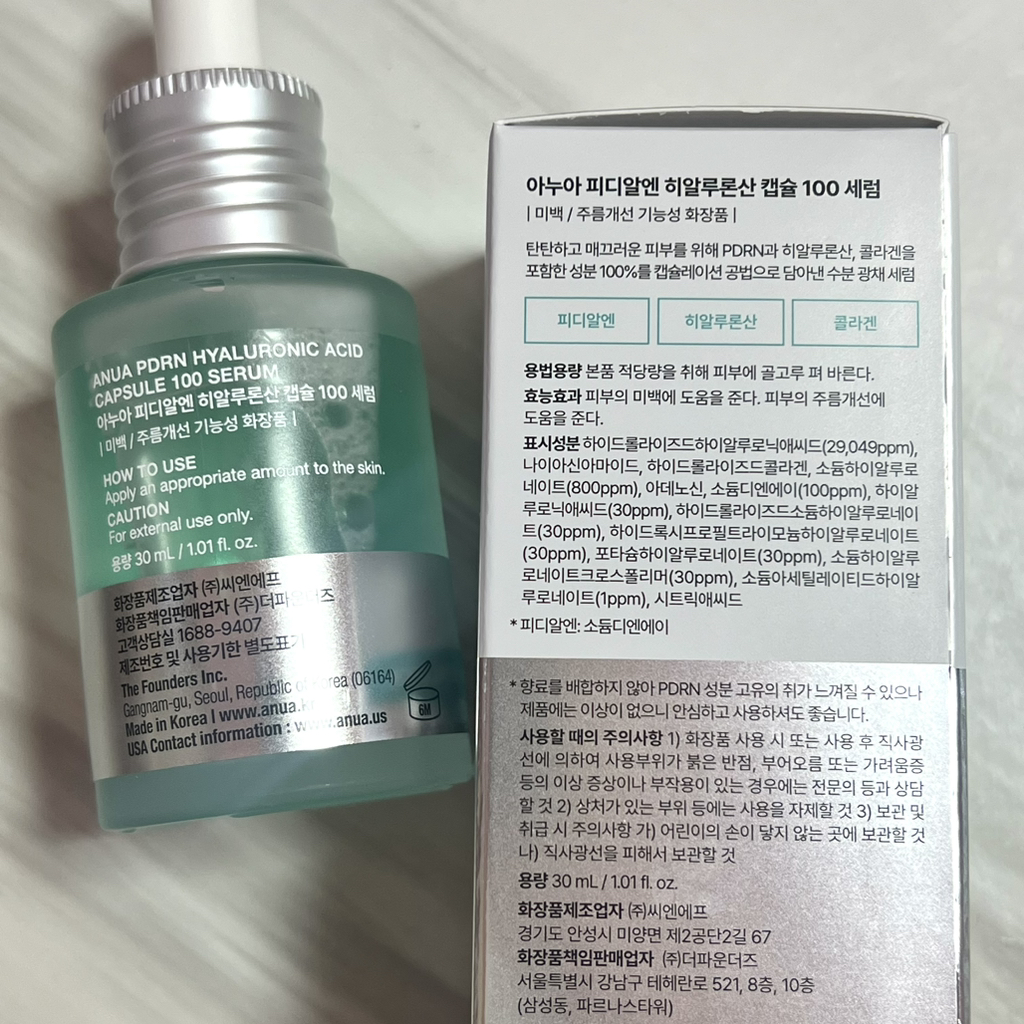 ANUA PDRN HYALURONIC ACID
CAPSULE 100 SERUM
아누아 피디알엔 히알루론산 캡슐 100 세럼
| 미백 / 주름개선 기능성 화장품 |
HOW TO USE
Apply an appropriate amount to the skin.
CAUTION
For external use only.
용량 30 mL / 1.01 fl. oz.
화장품제조업자 (주)씨엔에프
화장품책임판매업자 (주)더파운더즈
고객상담실 1688-9407
제조번호 및 사용기한 별도표기
The Founders Inc.
Gangnam-gu, Seoul, Republic of Korea (06164)
Made in Korea | www.anua.kr
USA Contact information : www.anua.us
6M
아누아 피디알엔 히알루론산 캡슐 100 세럼
| 미백 / 주름개선 기능성 화장품 |
탄탄하고 매끄러운 피부를 위해 PDRN과 히알루론산, 콜라겐을
포함한 성분 100%를 캡슐레이션 공법으로 담아낸 수분 광채 세럼
피디알엔
히알루론산
콜라겐
용법용량 본품 적당량을 취해 피부에 골고루 펴 바른다.
효능효과 피부의 미백에 도움을 준다. 피부의 주름개선에
도움을 준다.
표시성분 하이드롤라이즈드하이알루로닉애씨드(29,049ppm),
나이아신아마이드, 하이드롤라이즈드콜라겐, 소듐하이알루로
네이트(800ppm), 아데노신, 소듐디엔에이(100ppm), 하이알
루로닉애씨드(30ppm), 하이드롤라이즈드소듐하이알루로네이
트(30ppm), 하이드록시프로필트라이모늄하이알루로네이트
(30ppm), 포타슘하이알루로네이트(30ppm), 소듐하이알루
로네이트크로스폴리머(30ppm), 소듐아세틸레이티드하이알
루로네이트(1ppm), 시트릭애씨드
* 피디알엔: 소듐디엔에이
* 향료를 배합하지 않아 PDRN 성분 고유의 취가 느껴질 수 있으나
제품에는 이상이 없으니 안심하고 사용하셔도 좋습니다.
사용할 때의 주의사항 1) 화장품 사용 시 또는 사용 후 직사광
선에 의하여 사용부위가 붉은 반점, 부어오름 또는 가려움증
등의 이상 증상이나 부작용이 있는 경우에는 전문의 등과 상담
할 것 2) 상처가 있는 부위 등에는 사용을 자제할 것 3) 보관 및
취급 시 주의사항 가) 어린이의 손이 닿지 않는 곳에 보관할 것
나) 직사광선을 피해서 보관할 것
용량 30 mL / 1.01 fl. oz.
화장품제조업자 (주)씨엔에프
경기도 안성시 미양면 제2공단2길 67
화장품책임판매업자 (주)더파운더즈
서울특별시 강남구 테헤란로 521, 8층, 10층
(삼성동, 파르나스타워)